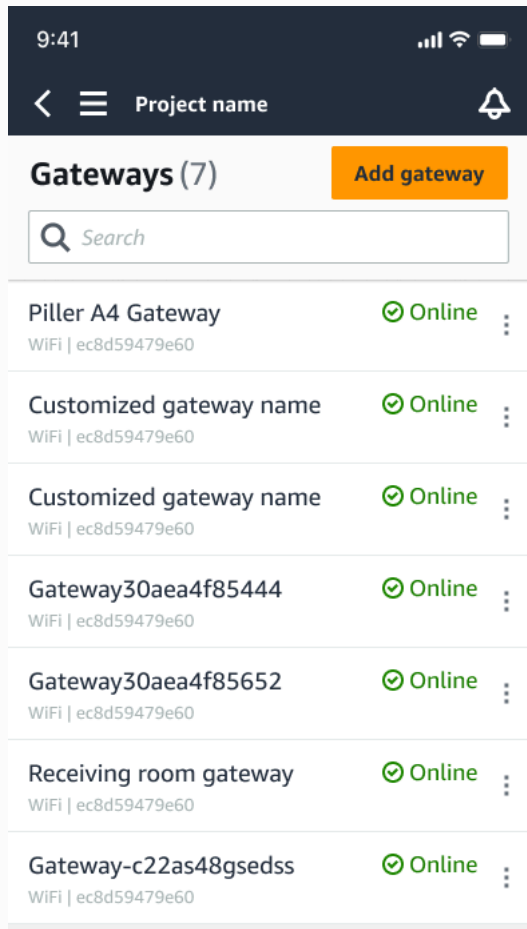 9:41
Project name
Gateways (7)
Add gateway
Search
Piller A4 Gateway
Online
WiFi | ec8d59479e60
Customized gateway name
Online
WiFi | ec8d59479e60
Customized gateway name
Online
WiFi | ec8d59479e60
Gateway30aea4f85444
Online
WiFi | ec8d59479e60
Gateway30aea4f85652
Online
WiFi | ec8d59479e60
Receiving room gateway
Online
WiFi | ec8d59479e60
Gateway-c22as48gsedss
Online
WiFi | ec8d59479e60